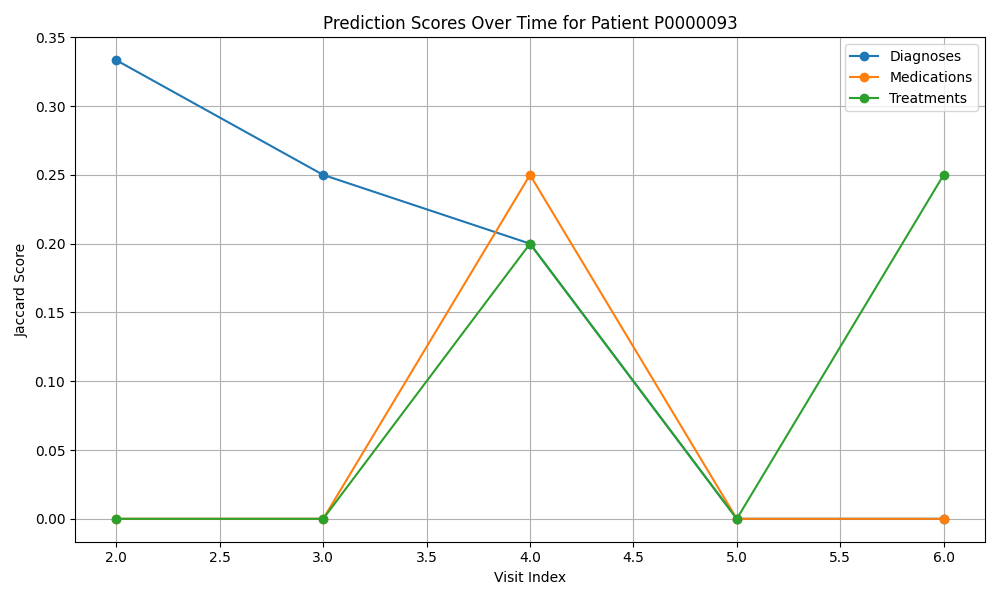 Prediction Scores Over Time for Patient P0000093
0.35
0.30
0.25
0.20
0.15
0.10
0.05
0.00
Jaccard Score
Diagnoses
Medications
Treatments
2.0 2.5 3.0 3.5 4.0 4.5 5.0 5.5 6.0
Visit Index